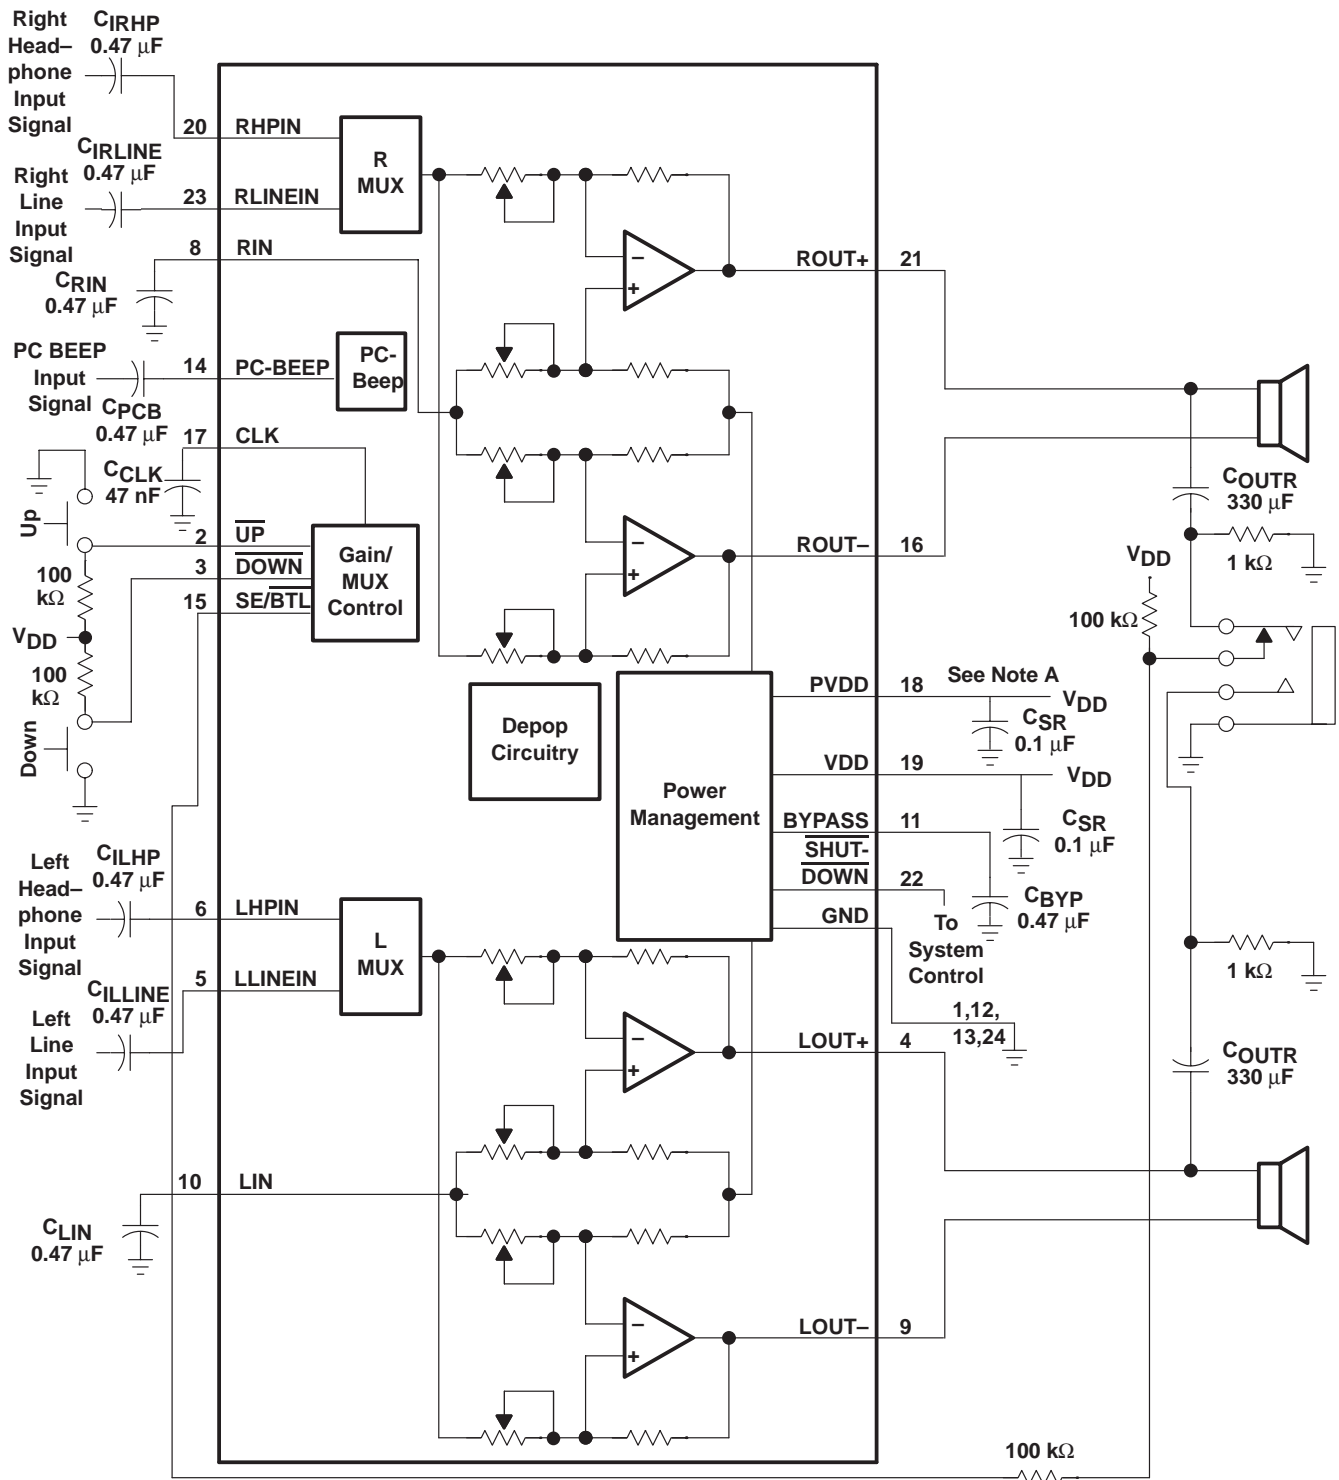 Right
Head–
phone
Input
Signal
CIRHP
0.47 µF
20
RHPIN
CIRLINE
0.47 µF
Right
Line
Input
Signal
23
RLINEIN
R
MUX
8
RIN
CRIN
0.47 µF
ROUT+
21
PC BEEP
Input
Signal
14
PC-BEEP
PC-
Beep
CPCB
0.47 µF
17
CLK
CCLK
47 nF
Up
2
UP
3
DOWN
15
SE/BTL
Gain/
MUX
Control
100
kΩ
VDD
100
kΩ
Down
ROUT–
16
COUTR
330 µF
1 kΩ
VDD
100 kΩ
Depop
Circuitry
Power
Management
PVDD
18
See Note A
VDD
CSR
0.1 µF
VDD
19
VDD
CSR
0.1 µF
BYPASS
11
SHUT-
DOWN
22
CBYP
0.47 µF
To
System
Control
GND
1,12,
13,24
Left
Head–
phone
Input
Signal
CILHP
0.47 µF
6
LHPIN
L
MUX
5
LLINEIN
CILLINE
0.47 µF
Left
Line
Input
Signal
1 kΩ
LOUT+
4
COUTR
330 µF
10
LIN
CLIN
0.47 µF
LOUT–
9
100 kΩ
–
+
–
+
–
+
–
+